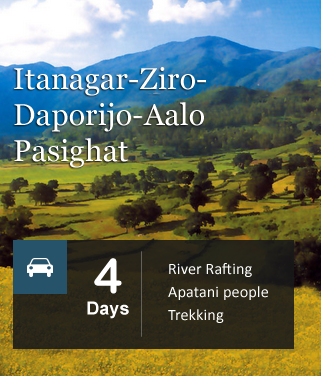 Itanagar-Ziro-
Daporijo-Aalo
Pasighat
4
Days
River Rafting
Apatani people
Trekking